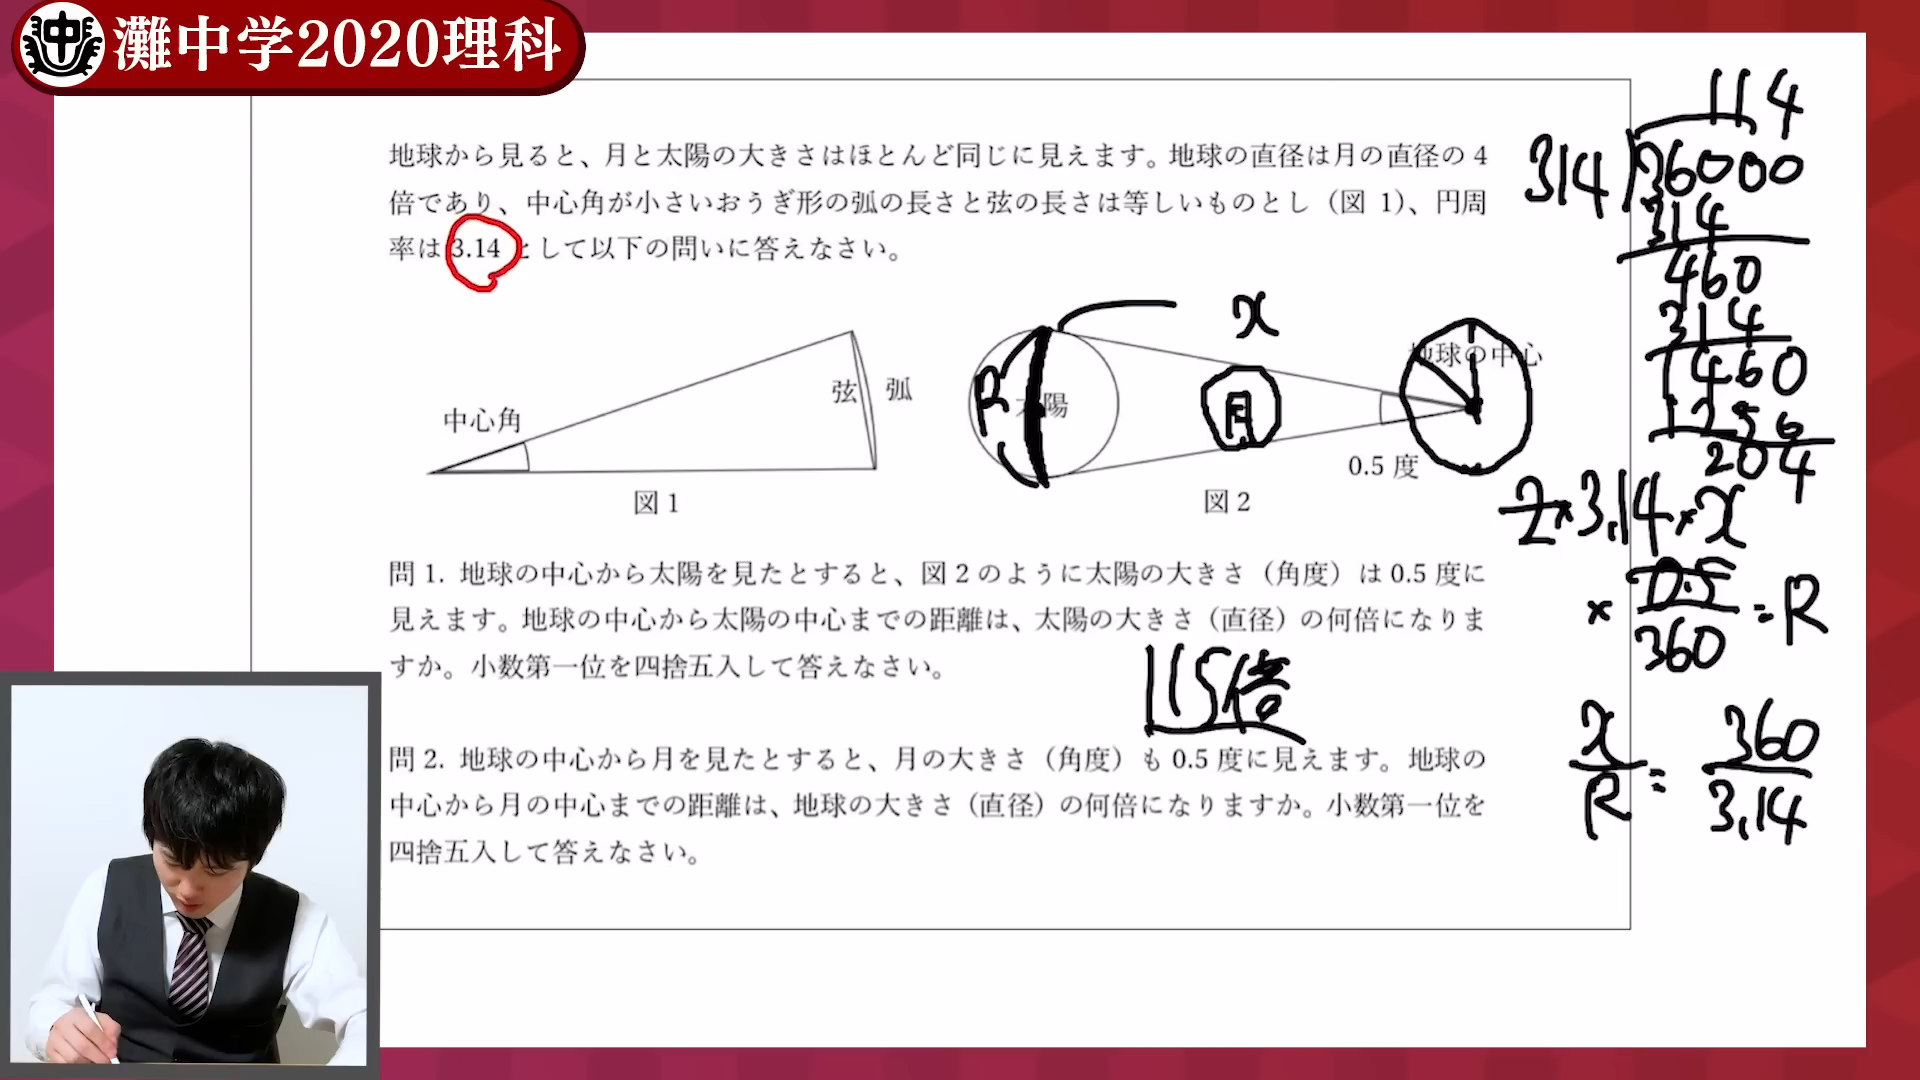 中
灘中学2020理科
地球から見ると、月と太陽の大きさはほとんど同じに見えます。地球の直径は月の直径の4
倍であり、中心角が小さいおうぎ形の弧の長さと弦の長さは等しいものとし（図 1）、円周
率は 3.14 として以下の問いに答えなさい。
中心角
弦
弧
図1
R
太陽
x
月
地球の中心
0.5 度
図2
問 1. 地球の中心から太陽を見たとすると、図 2 のように太陽の大きさ（角度）は 0.5 度に
見えます。地球の中心から太陽の中心までの距離は、太陽の大きさ（直径）の何倍になりま
すか。小数第一位を四捨五入して答えなさい。
115倍
問 2. 地球の中心から月を見たとすると、月の大きさ（角度）も 0.5 度に見えます。地球の
中心から月の中心までの距離は、地球の大きさ（直径）の何倍になりますか。小数第一位を
四捨五入して答えなさい。
114
314)36000
314
460
314
1460
1256
204
2×3.14×x
×0.5/360=R
x/R=360/3.14